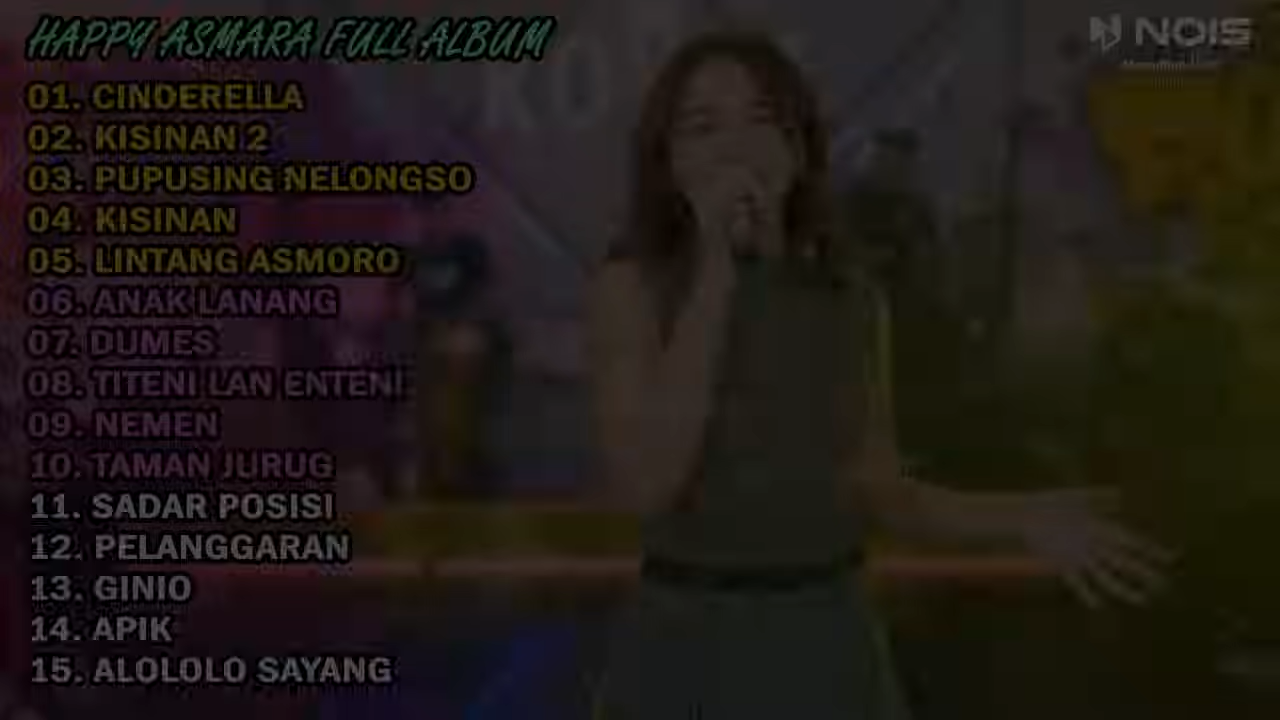 HAPPY ASMARA FULL ALBUM
NOIS
01. CINDERELLA
02. KISINAN 2
03. PUPUSING NELONGSO
04. KISINAN
05. LINTANG ASMORO
06. ANAK LANANG
07. DUMES
08. TITENI LAN ENTENI
09. NEMEN
10. TAMAN JURUG
11. SADAR POSISI
12. PELANGGARAN
13. GINIO
14. APIK
15. ALOLOLO SAYANG